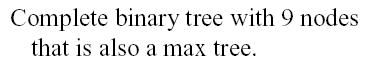 Complete binary tree with 9 nodes
that is also a max tree.